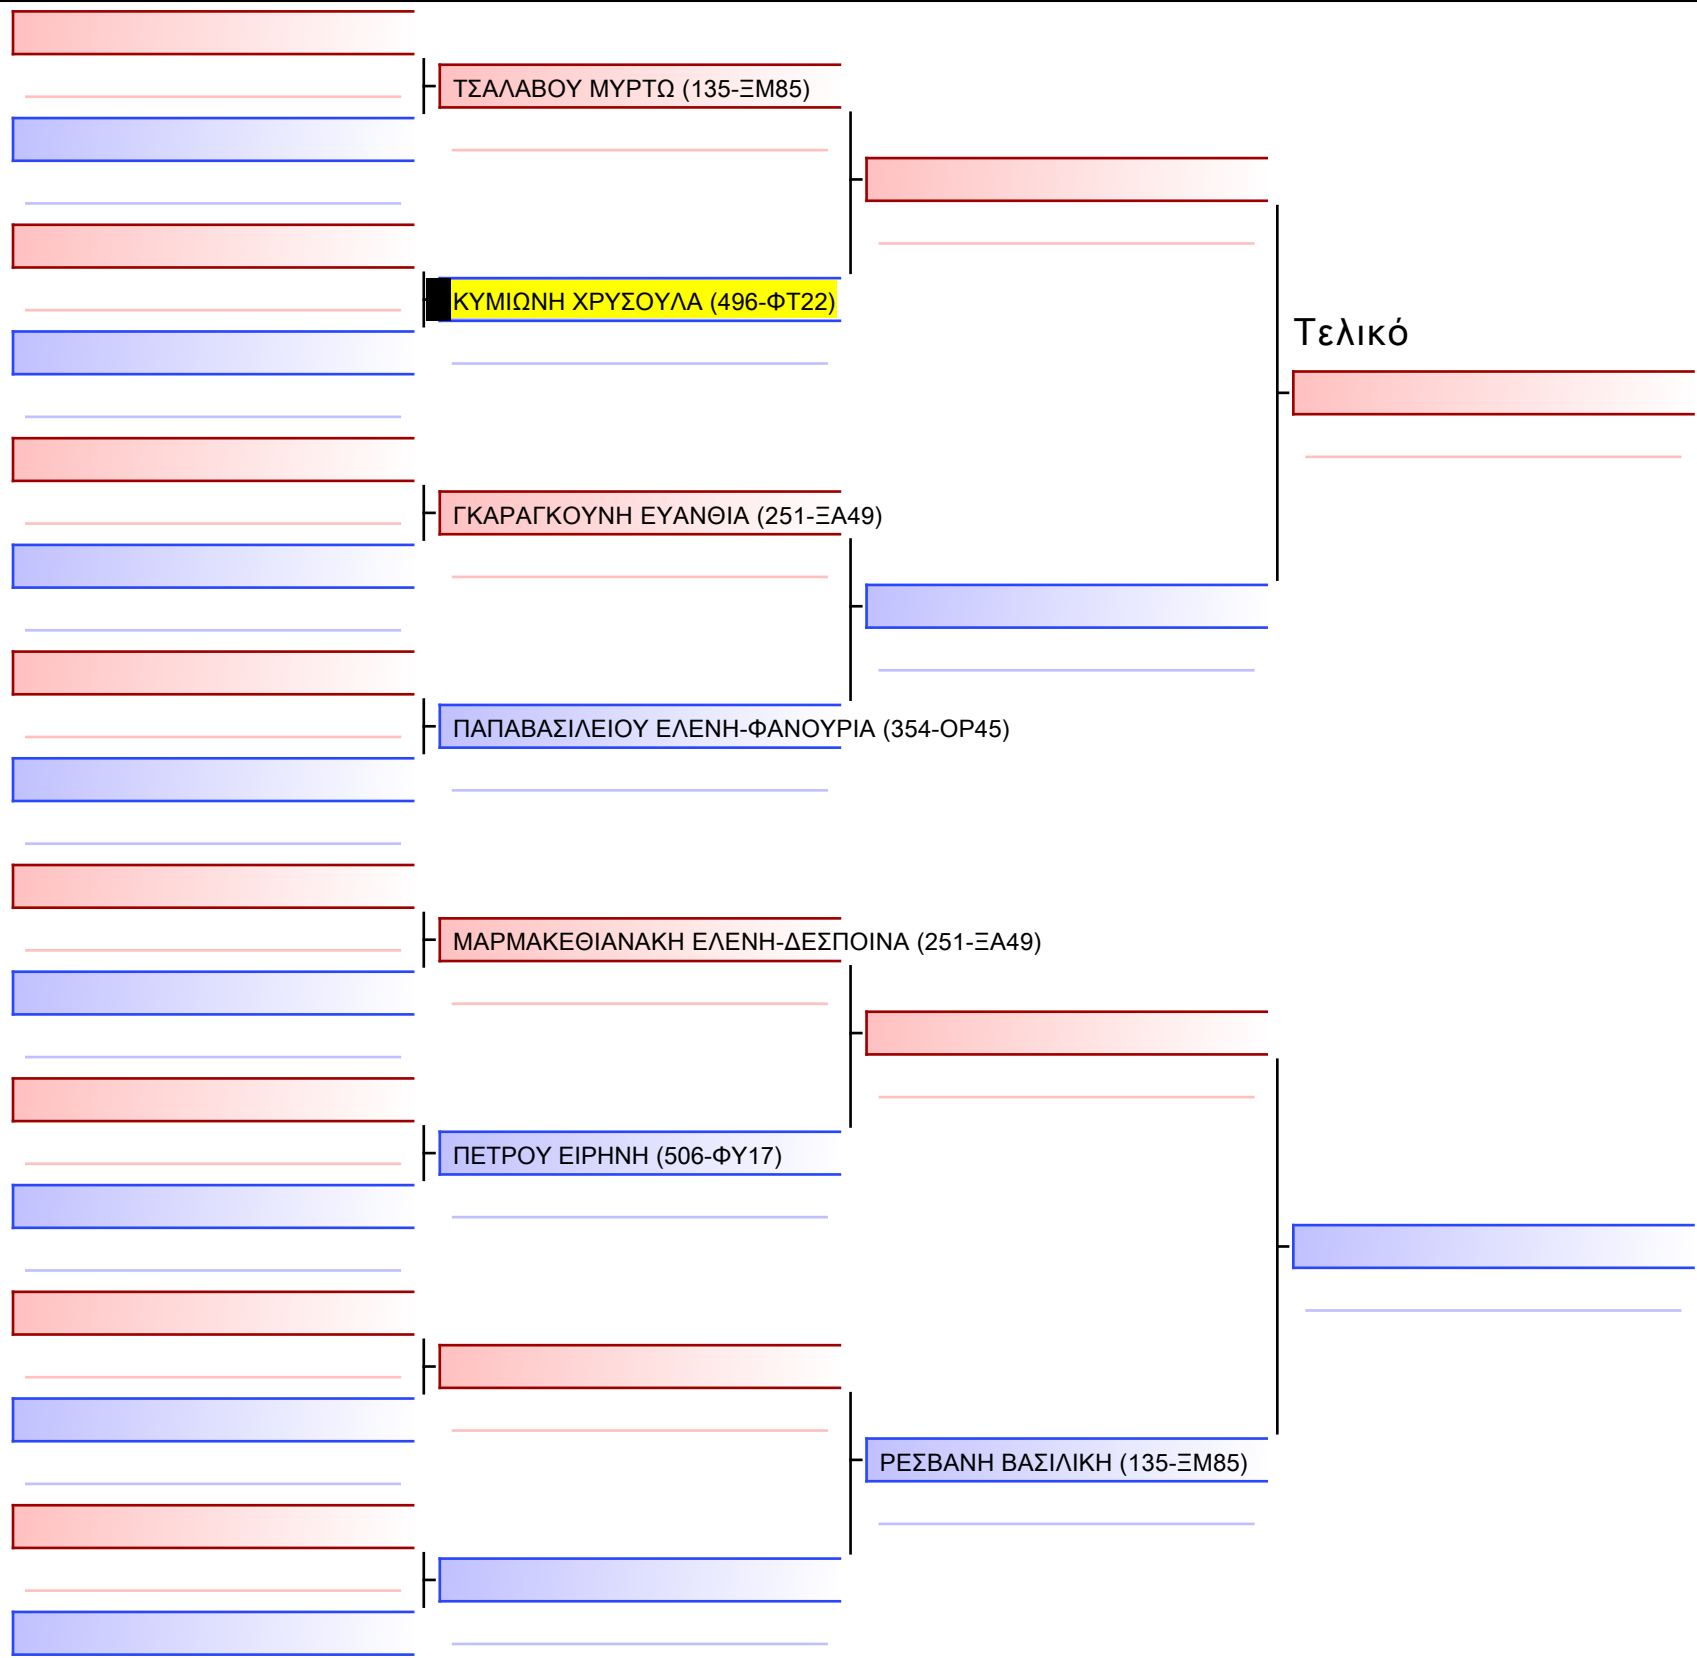 ΤΣΑΛΑΒΟΥ ΜΥΡΤΩ (135-ΞΜ85)
ΚΥΜΙΩΝΗ ΧΡΥΣΟΥΛΑ (496-ΦΤ22)
Τελικό
ΓΚΑΡΑΓΚΟΥΝΗ ΕΥΑΝΘΙΑ (251-ΞΑ49)
ΠΑΠΑΒΑΣΙΛΕΙΟΥ ΕΛΕΝΗ-ΦΑΝΟΥΡΙΑ (354-ΟΡ45)
ΜΑΡΜΑΚΕΘΙΑΝΑΚΗ ΕΛΕΝΗ-ΔΕΣΠΟΙΝΑ (251-ΞΑ49)
ΠΕΤΡΟΥ ΕΙΡΗΝΗ (506-ΦΥ17)
ΡΕΣΒΑΝΗ ΒΑΣΙΛΙΚΗ (135-ΞΜ85)